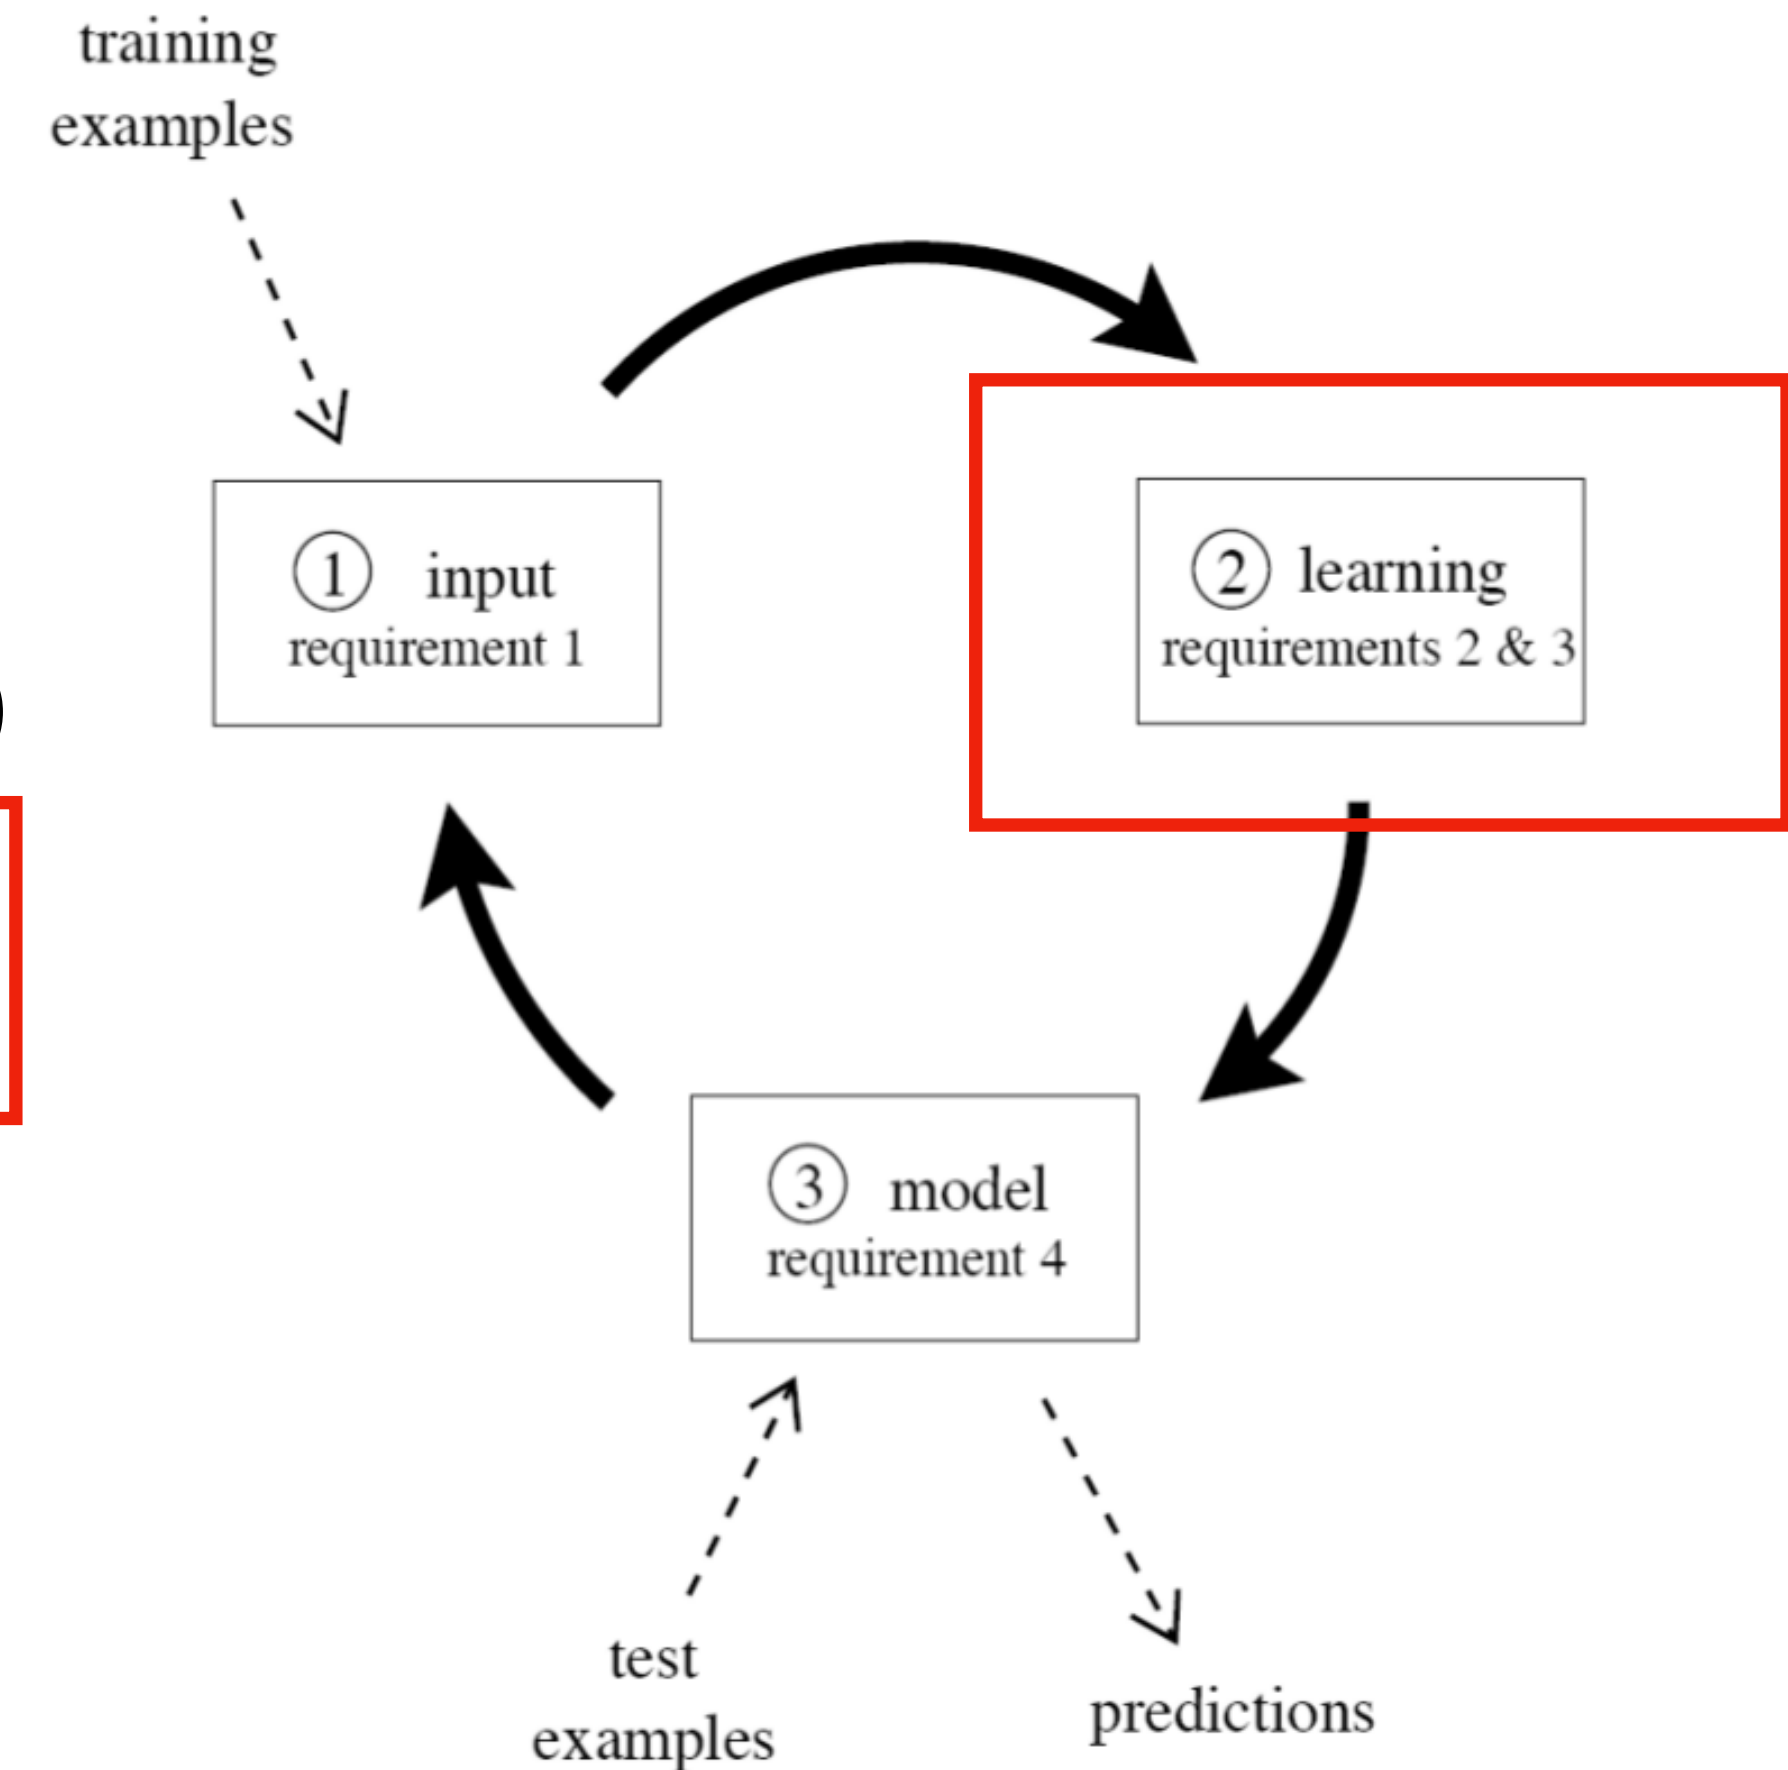 training
examples
① input
requirement 1
② learning
requirements 2 & 3
)
③ model
requirement 4
test
examples
predictions